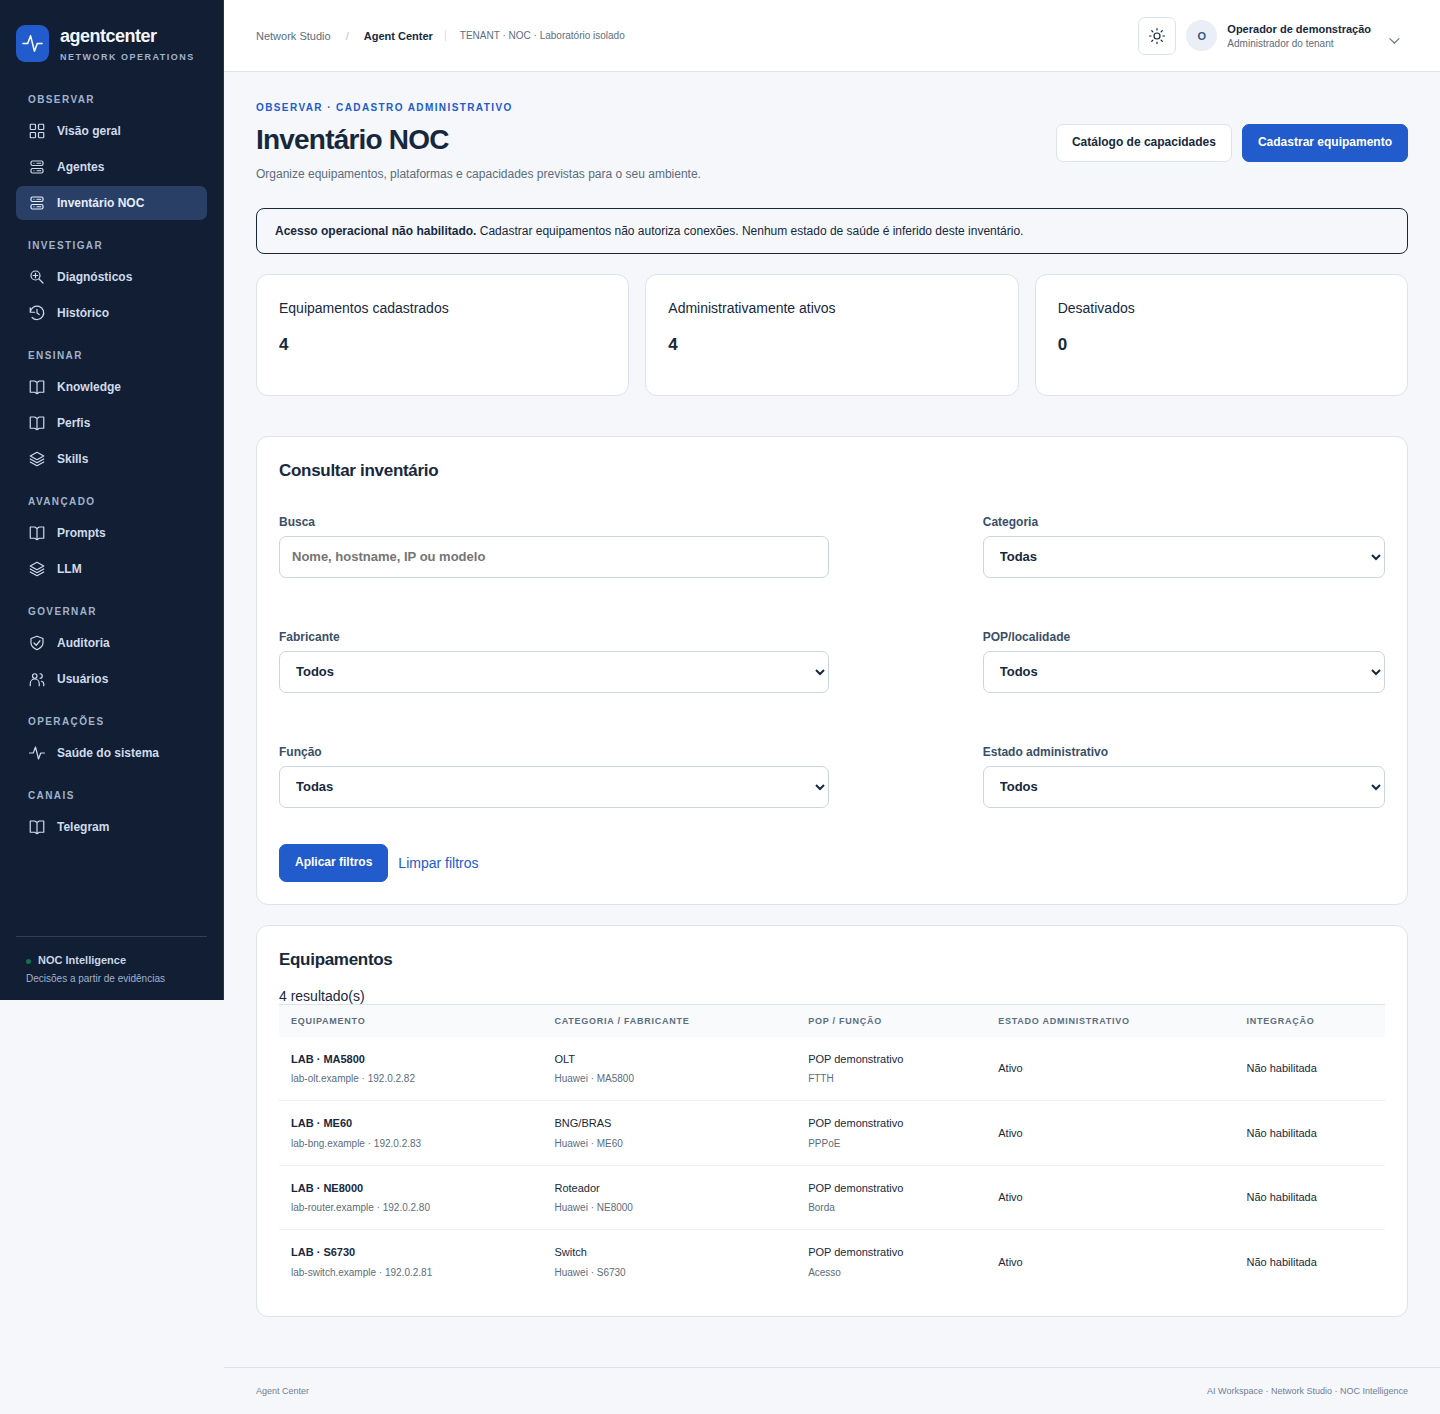 agentcenter
NETWORK OPERATIONS
OBSERVAR
Visão geral
Agentes
Inventário NOC
INVESTIGAR
Diagnósticos
Histórico
ENSINAR
Knowledge
Perfis
Skills
AVANÇADO
Prompts
LLM
GOVERNAR
Auditoria
Usuários
OPERAÇÕES
Saúde do sistema
CANAIS
Telegram
NOC Intelligence
Decisões a partir de evidências
Network Studio / Agent Center TENANT · NOC · Laboratório isolado
O
Operador de demonstração
Administrador do tenant
OBSERVAR · CADASTRO ADMINISTRATIVO
Inventário NOC
Organize equipamentos, plataformas e capacidades previstas para o seu ambiente.
Catálogo de capacidades
Cadastrar equipamento
Acesso operacional não habilitado. Cadastrar equipamentos não autoriza conexões. Nenhum estado de saúde é inferido deste inventário.
Equipamentos cadastrados
4
Administrativamente ativos
4
Desativados
0
Consultar inventário
Busca
Nome, hostname, IP ou modelo
Categoria
Todas
Fabricante
Todos
POP/localidade
Todos
Função
Todas
Estado administrativo
Todos
Aplicar filtros Limpar filtros
Equipamentos
4 resultado(s)
EQUIPAMENTO CATEGORIA / FABRICANTE POP / FUNÇÃO ESTADO ADMINISTRATIVO INTEGRAÇÃO
LAB · MA5800 OLT POP demonstrativo Ativo Não habilitada
lab-olt.example · 192.0.2.82 Huawei · MA5800 FTTH
LAB · ME60 BNG/BRAS POP demonstrativo Ativo Não habilitada
lab-bng.example · 192.0.2.83 Huawei · ME60 PPPoE
LAB · NE8000 Roteador POP demonstrativo Ativo Não habilitada
lab-router.example · 192.0.2.80 Huawei · NE8000 Borda
LAB · S6730 Switch POP demonstrativo Ativo Não habilitada
lab-switch.example · 192.0.2.81 Huawei · S6730 Acesso
Agent Center
AI Workspace · Network Studio · NOC Intelligence